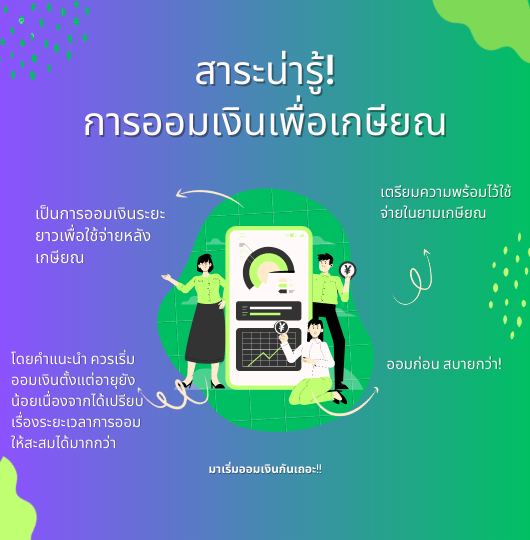 สาระน่ารู้!
การออมเงินเพื่อเกษียณ
เตรียมความพร้อมไว้ใช้
จ่ายในยามเกษียณ
เป็นการออมเงินระยะ
ยาวเพื่อใช้จ่ายหลัง
เกษียณ
โดยคำแนะนำ ควรเริ่ม
ออมเงินตั้งแต่อายุยัง
น้อยเนื่องจากได้เปรียบ
เรื่องระยะเวลาการออม
ให้สะสมได้มากกว่า
ออมก่อน สบายกว่า!
¥
¥
มาเริ่มออมเงินกันเถอะ!!